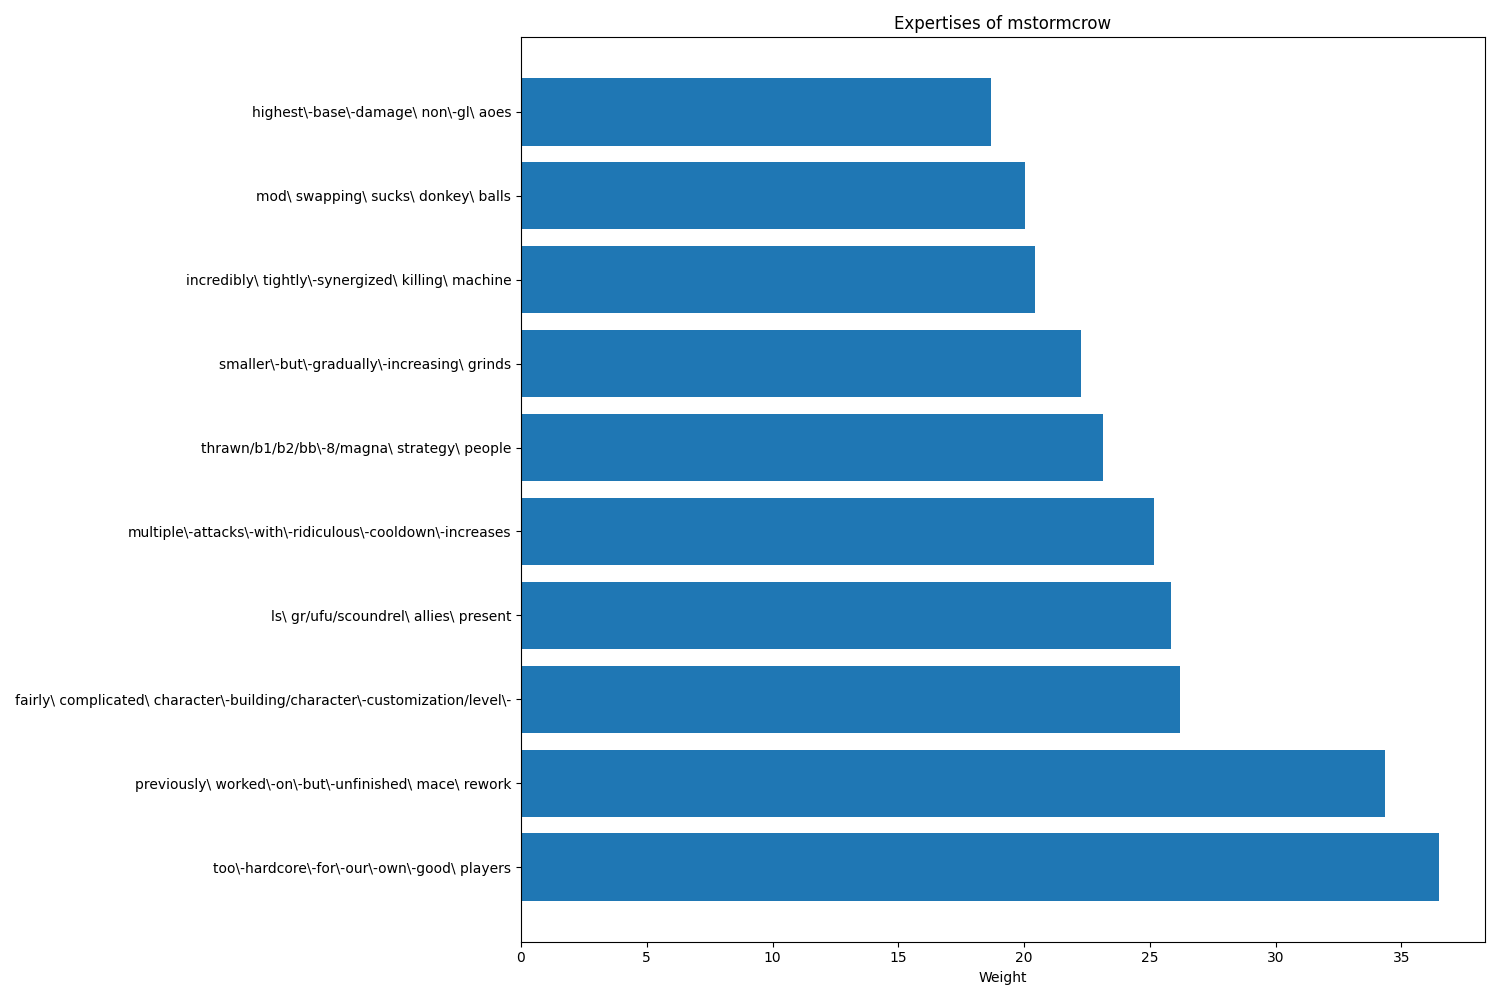 Expertises of mstormcrow
highest\-base\-damage\ non\-gl\ aoes
mod\ swapping\ sucks\ donkey\ balls
incredibly\ tightly\-synergized\ killing\ machine
smaller\-but\-gradually\-increasing\ grinds
thrawn/b1/b2/bb\-8/magna\ strategy\ people
multiple\-attacks\-with\-ridiculous\-cooldown\-increases
ls\ gr/ufu/scoundrel\ allies\ present
fairly\ complicated\ character\-building/character\-customization/level\-
previously\ worked\-on\-but\-unfinished\ mace\ rework
too\-hardcore\-for\-our\-own\-good\ players
0 5 10 15 20 25 30 35
Weight